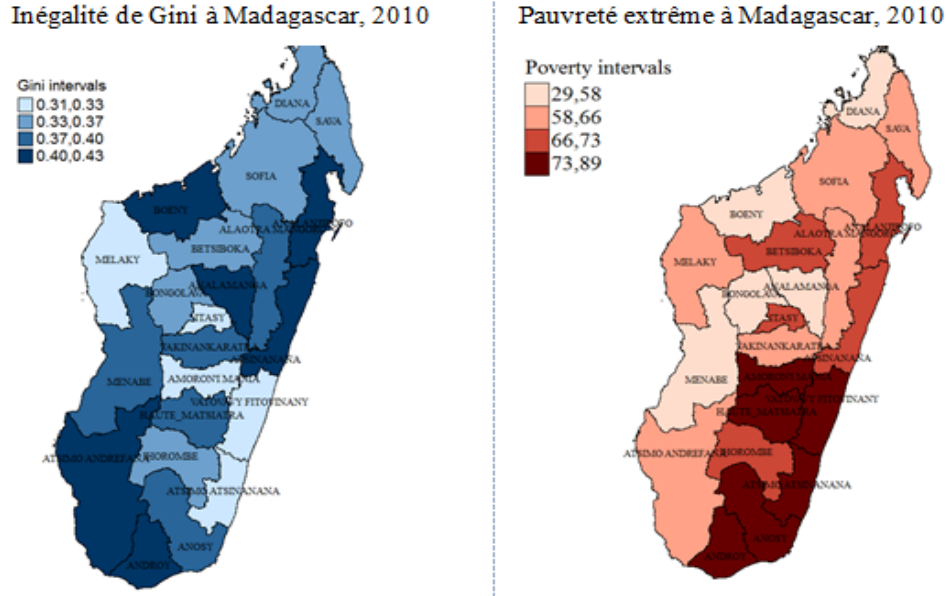 Inégalité de Gini à Madagascar, 2010
Gini intervals
0.31,0.33
0.33,0.37
0.37,0.40
0.40,0.43
DIANA
SAVA
SOFIA
BOENY
ALAOTRA MANGORO
BETSIBOKA
MELAKY
ANALAMANGA
BONGOLAVA
ITASY
VAKINANKARATRA
MENABE
AMORONI MANIA
VATOVAVY FITOVINANY
HAUTE_MATSIATRA
ATSIMO ANDREFANA
IHOROMBE
ATSIMO ATSINANANA
ANOSY
ANDROY
Pauvreté extrême à Madagascar, 2010
Poverty intervals
29,58
58,66
66,73
73,89
DIANA
SAVA
SOFIA
BOENY
ALAOTRA MANGORO
BETSIBOKA
MELAKY
ANALAMANGA
BONGOLAVA
ITASY
VAKINANKARATRA
MENABE
AMORONI MANIA
VATOVAVY FITOVINANY
HAUTE_MATSIATRA
ATSIMO ANDREFANA
IHOROMBE
ATSIMO ATSINANANA
ANOSY
ANDROY